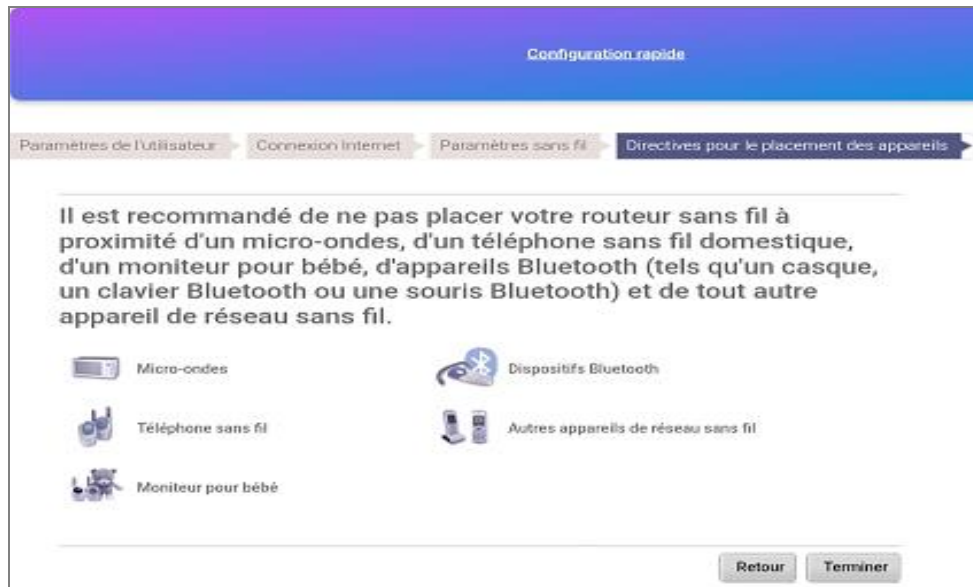 Configuration rapide
Paramètres de l'utilisateur
Connexion Internet
Paramètres sans fil
Directives pour le placement des appareils
Il est recommandé de ne pas placer votre routeur sans fil à
proximité d'un micro-ondes, d'un téléphone sans fil domestique,
d'un moniteur pour bébé, d'appareils Bluetooth (tels qu'un casque,
un clavier Bluetooth ou une souris Bluetooth) et de tout autre
appareil de réseau sans fil.
Micro-ondes
Dispositifs Bluetooth
Téléphone sans fil
Autres appareils de réseau sans fil
Moniteur pour bébé
Retour
Terminer